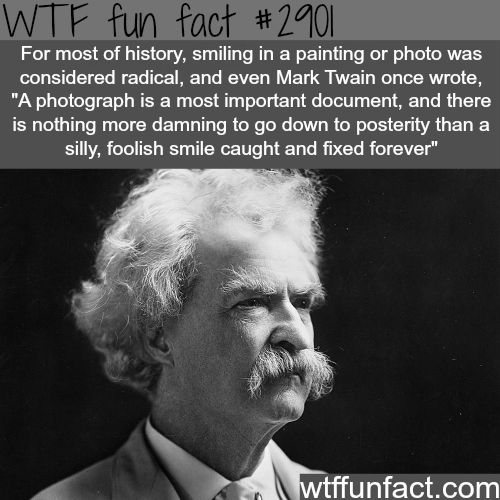 WTF fun fact #2901
For most of history, smiling in a painting or photo was
considered radical, and even Mark Twain once wrote,
"A photograph is a most important document, and there
is nothing more damning to go down to posterity than a
silly, foolish smile caught and fixed forever"
wtffunfact.com